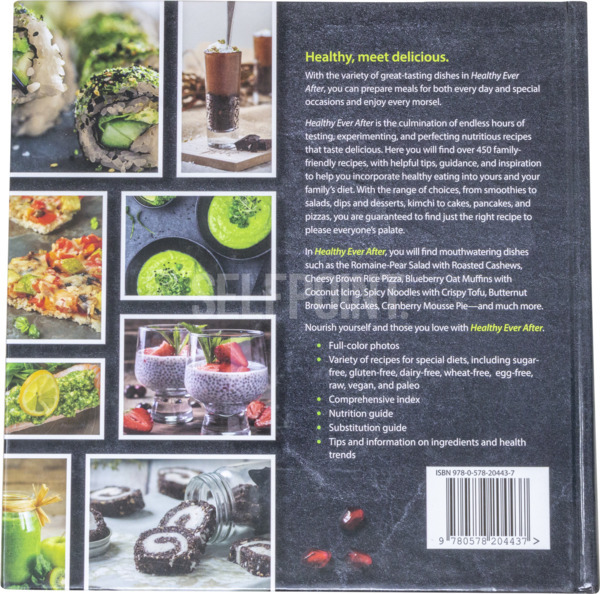 Healthy, meet delicious.
With the variety of great-tasting dishes in Healthy Ever
After, you can prepare meals for both every day and special
occasions and enjoy every morsel.
Healthy Ever After is the culmination of endless hours of
testing, experimenting, and perfecting nutritious recipes
that taste delicious. Here you will find over 450 family-
friendly recipes, with helpful tips, guidance, and inspiration
to help you incorporate healthy eating into yours and your
family's diet. With the range of choices, from smoothies to
salads, dips and desserts, kimchi to cakes, pancakes, and
pizzas, you are guaranteed to find just the right recipe to
please everyone's palate.
In Healthy Ever After, you will find mouthwatering dishes
such as the Romaine-Pear Salad with Roasted Cashews,
Cheesy Brown Rice Pizza, Blueberry Oat Muffins with
Coconut Icing, Spicy Noodles with Crispy Tofu, Butternut
Brownie Cupcakes, Cranberry Mousse Pie—and much more.
Nourish yourself and those you love with Healthy Ever After.
• Full-color photos
• Variety of recipes for special diets, including sugar-
free, gluten-free, dairy-free, wheat-free, egg-free,
raw, vegan, and paleo
• Comprehensive index
• Nutrition guide
• Substitution guide
• Tips and information on ingredients and health
trends
ISBN 978-0-578-20443-7
9 780578 204437 >